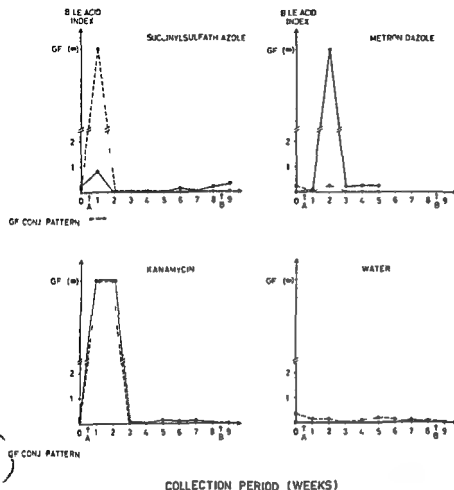 BILE ACID INDEX
SUCCINYLSULFATHAZOLE
GF (∞)
2
1
0 1 2 3 4 5 6 7 8 9
A B
GF CONJ PATTERN
BILE ACID INDEX
METRONIDAZOLE
GF (∞)
2
1
0 1 2 3 4 5 6 7 8 9
A B
KANAMYCIN
GF (∞)
2
1
0 1 2 3 4 5 6 7 8 9
A B
GF CONJ PATTERN
WATER
GF (∞)
2
1
0 1 2 3 4 5 6 7 8 9
A B
COLLECTION PERIOD (WEEKS)